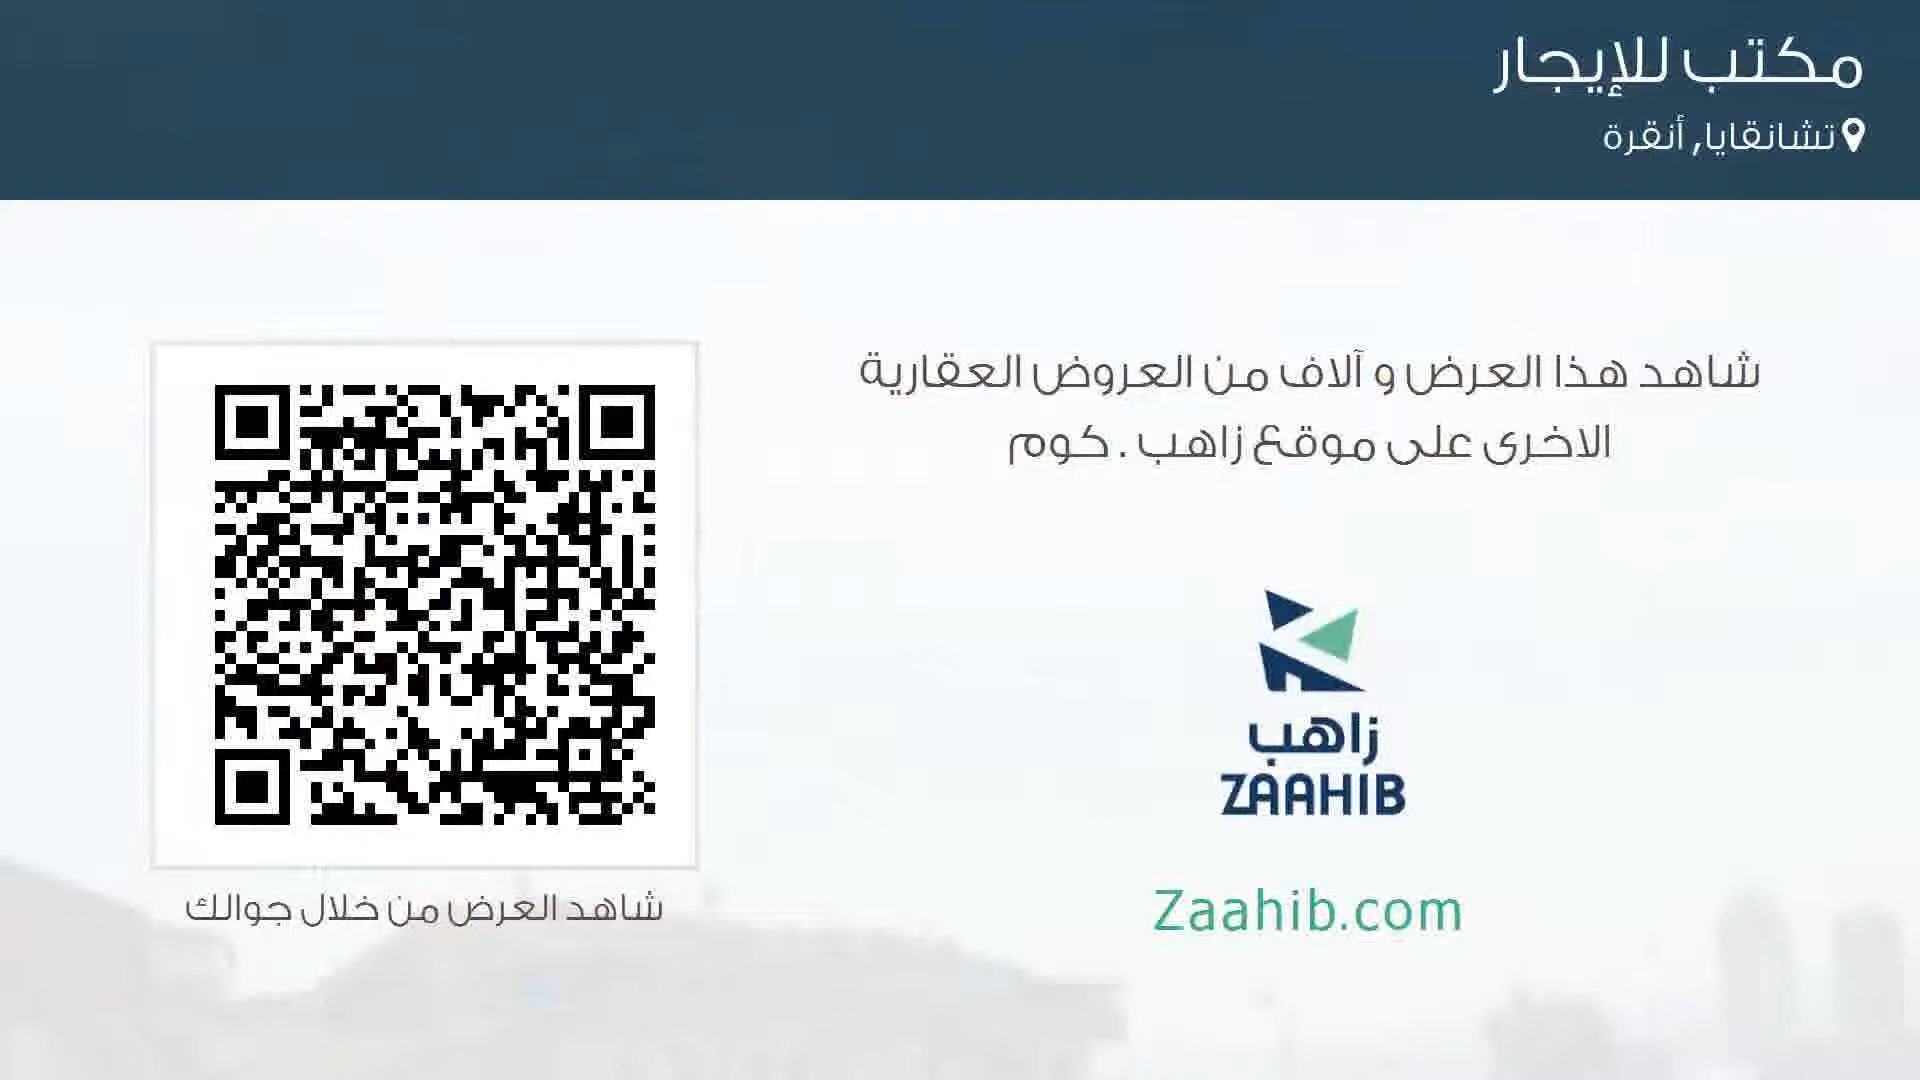 مكتب للإيجار
تشانقايا, أنقرة
شاهد هذا العرض و آلاف من العروض العقارية
الاخرى على موقع زاهب . كوم
زاهب
ZAAHIB
Zaahib.com
شاهد العرض من خلال جوالك